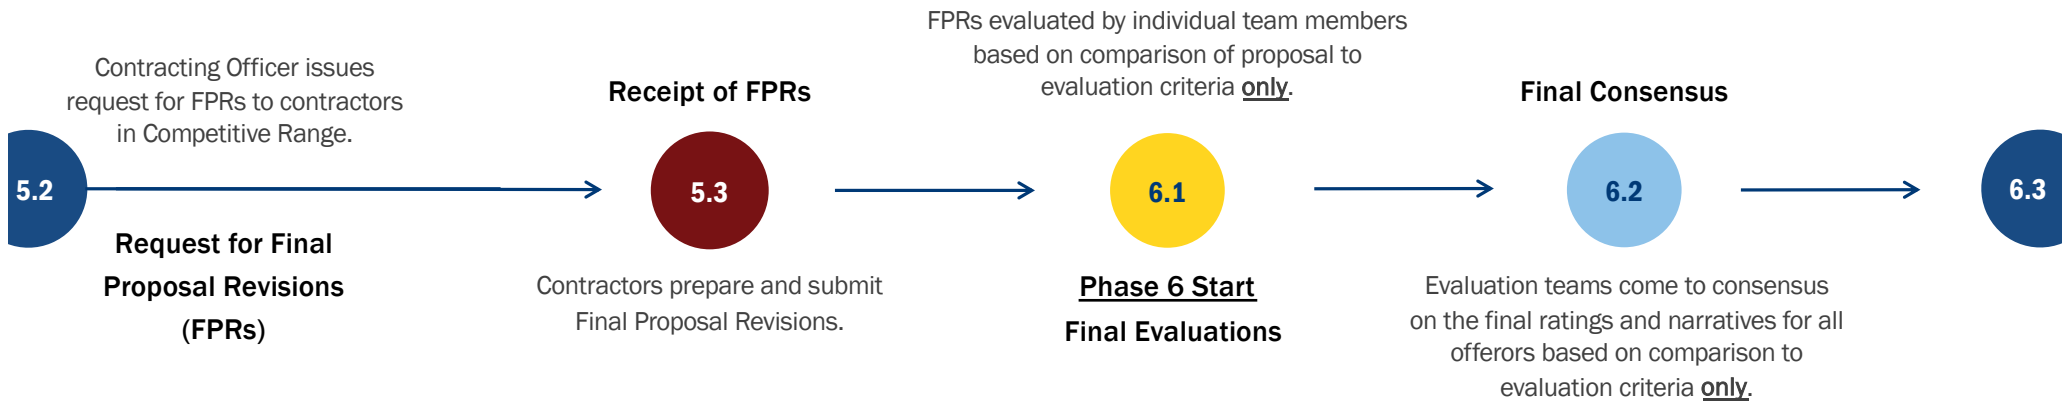 Contracting Officer issues
request for FPRs to contractors
in Competitive Range.
5.2
Request for Final
Proposal Revisions
(FPRs)
Receipt of FPRs
5.3
Contractors prepare and submit
Final Proposal Revisions.
FPRs evaluated by individual team members
based on comparison of proposal to
evaluation criteria only.
6.1
Phase 6 Start
Final Evaluations
Final Consensus
6.2
Evaluation teams come to consensus
on the final ratings and narratives for all
offerors based on comparison to
evaluation criteria only.
6.3